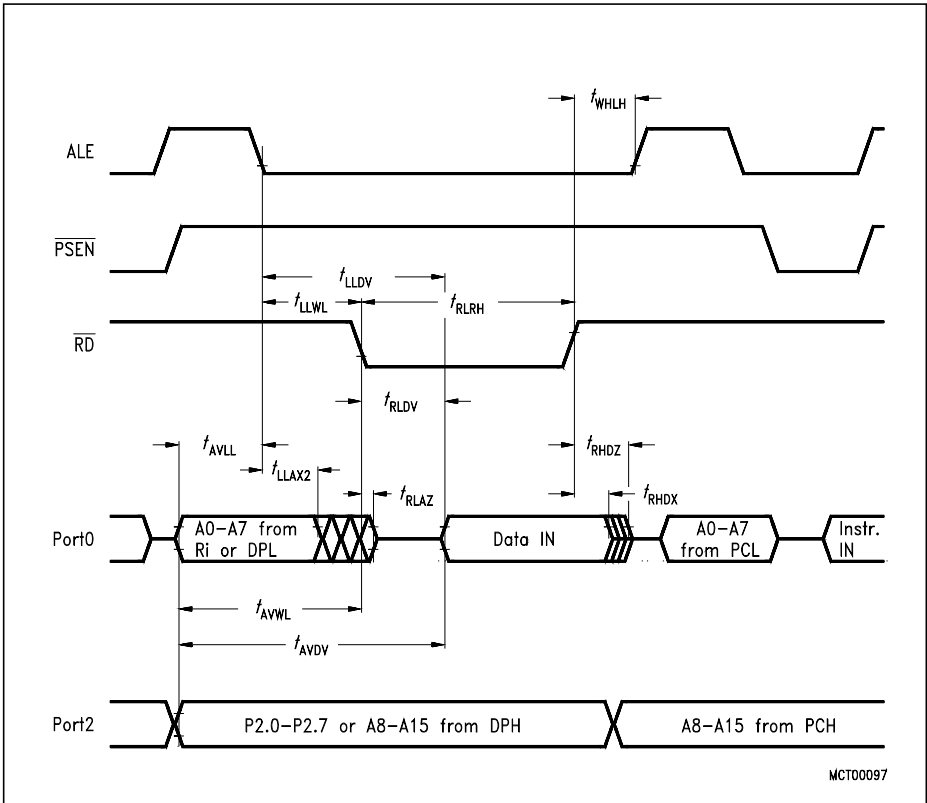 tWHLH
ALE
PSEN
tLLDV
tLLWL
tRLRH
RD
tRLDV
tAVLL
tRHDZ
tLLAX2
tRLAZ
tRHDX
Port0
A0–A7 from
Ri or DPL
Data IN
A0–A7
from PCL
Instr.
IN
tAVWL
tAVDV
Port2
P2.0–P2.7 or A8–A15 from DPH
A8–A15 from PCH
MCT00097